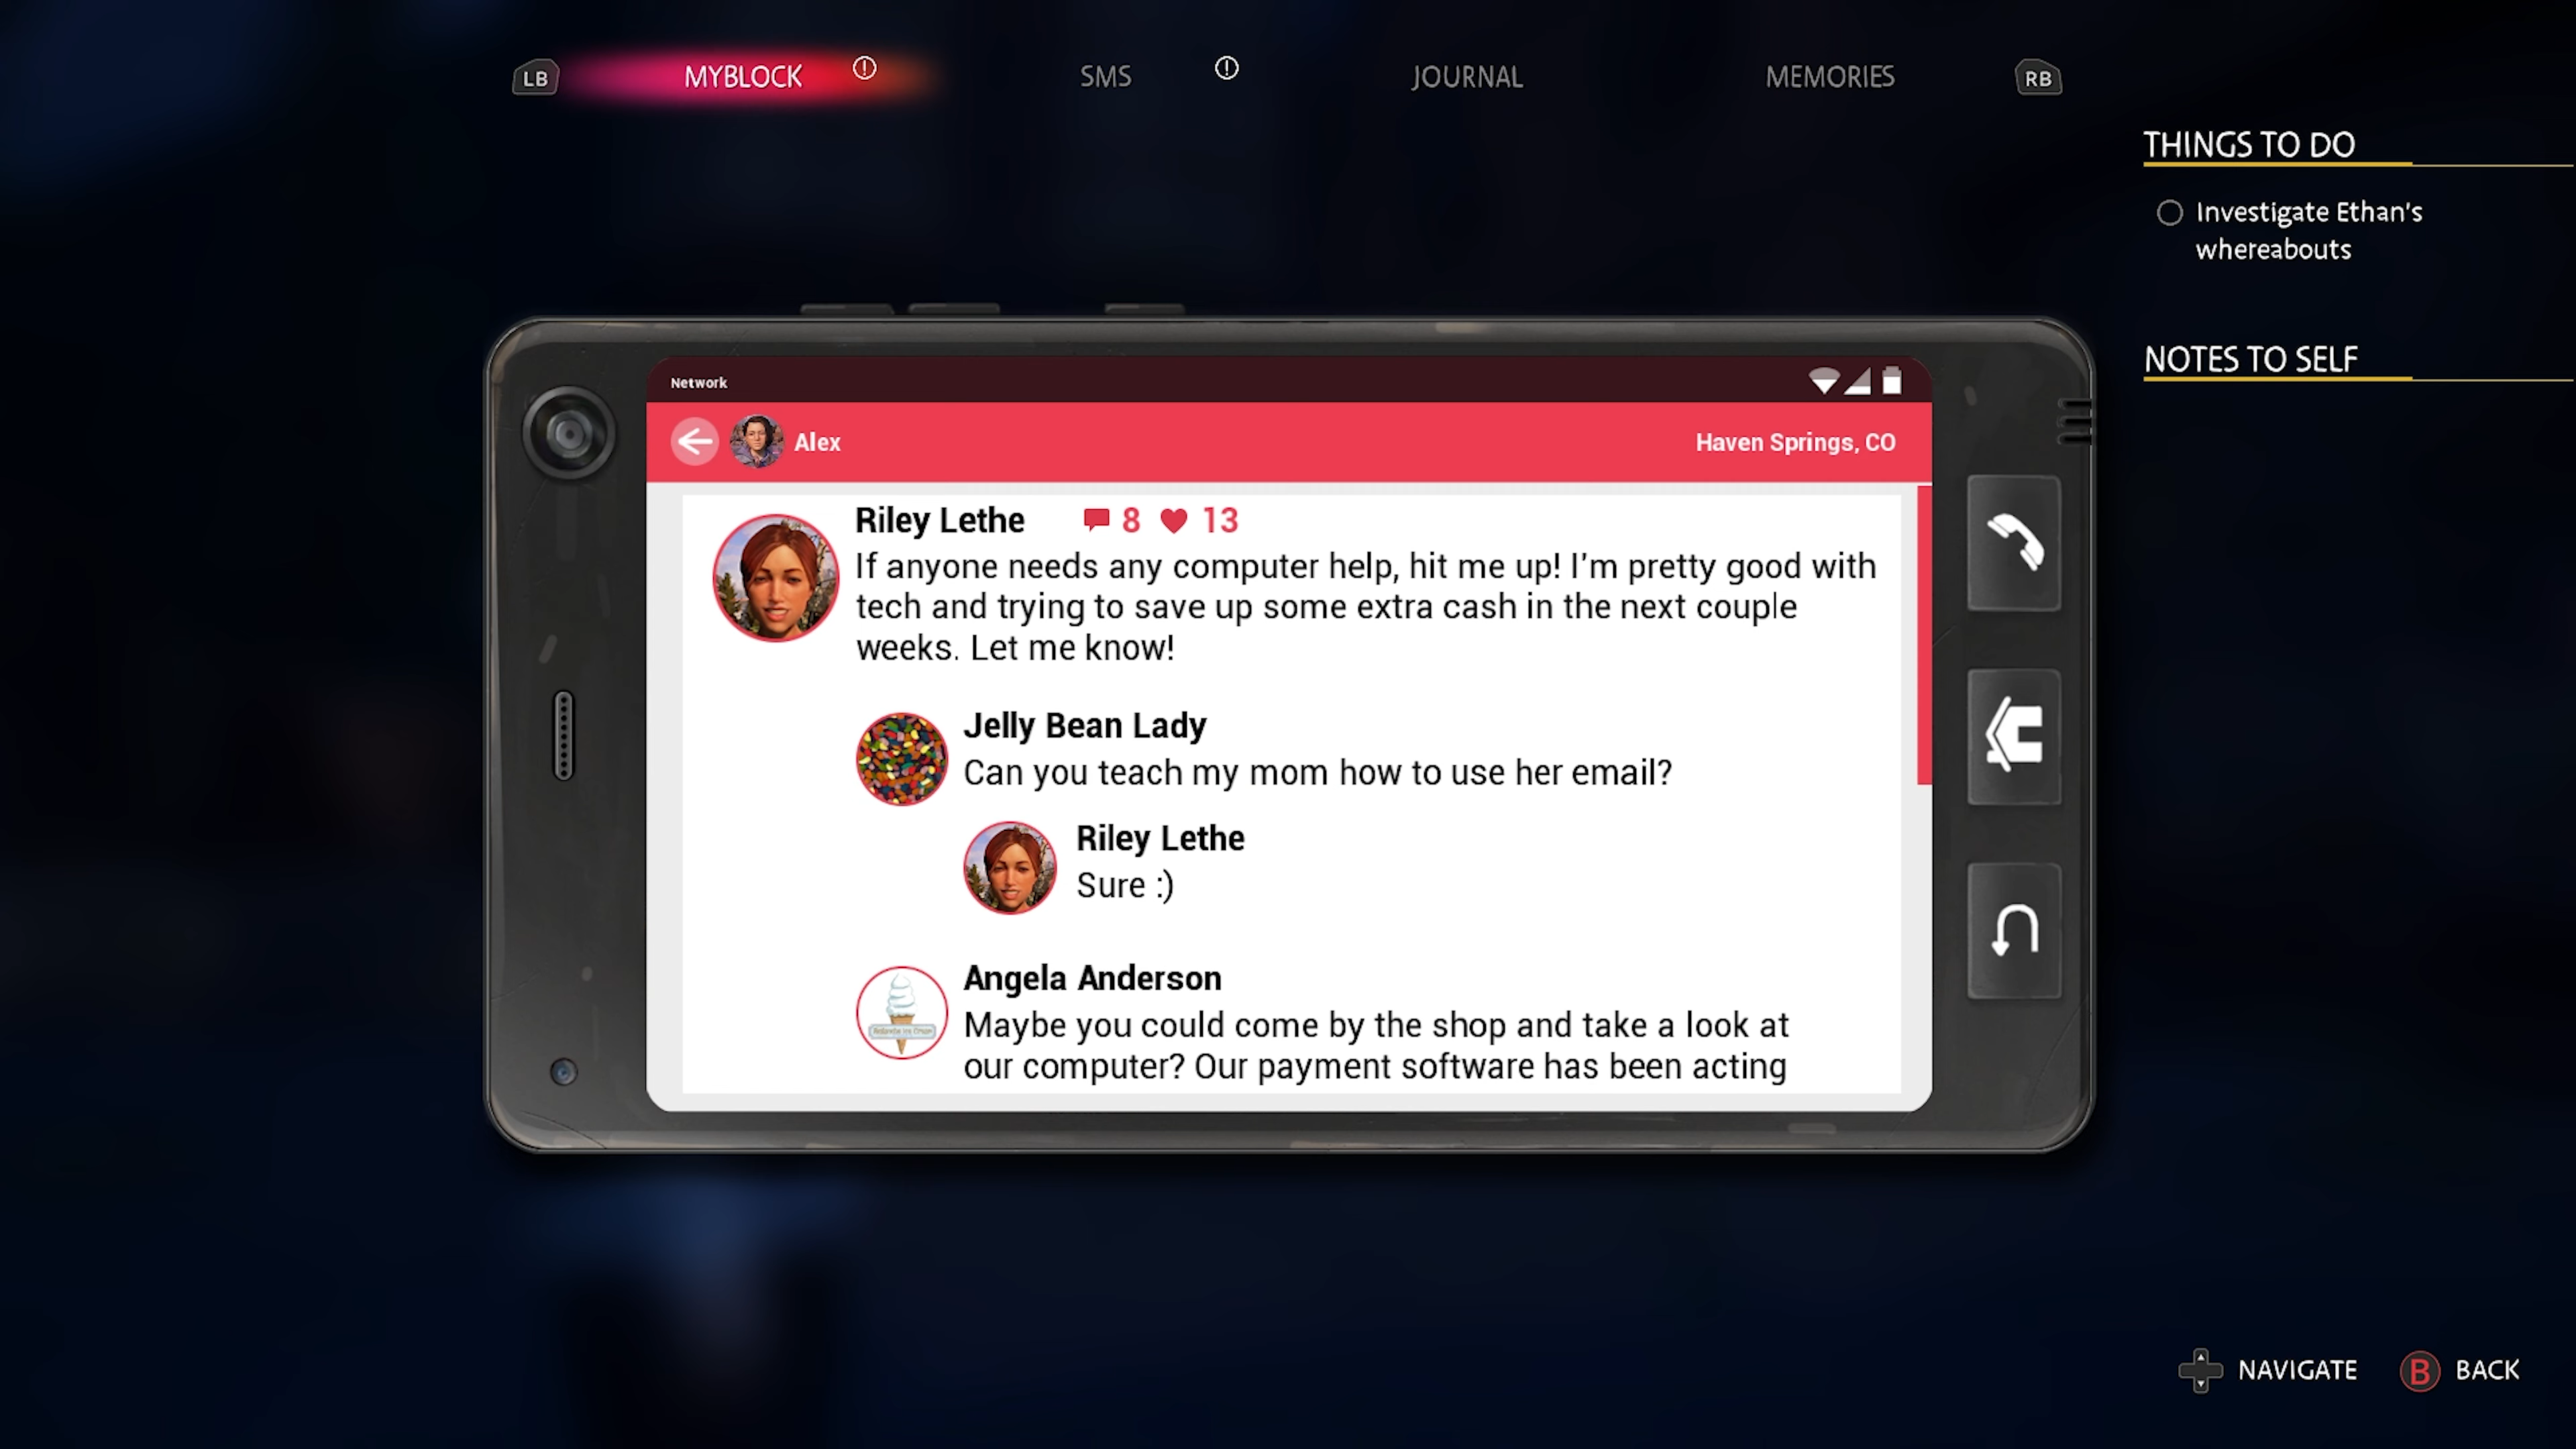 LB
MYBLOCK
SMS
JOURNAL
MEMORIES
RB
THINGS TO DO
Investigate Ethan's
whereabouts
NOTES TO SELF
Network
Alex
Haven Springs, CO
Riley Lethe 8 13
If anyone needs any computer help, hit me up! I'm pretty good with
tech and trying to save up some extra cash in the next couple
weeks. Let me know!
Jelly Bean Lady
Can you teach my mom how to use her email?
Riley Lethe
Sure :)
Angela Anderson
Maybe you could come by the shop and take a look at
our computer? Our payment software has been acting
NAVIGATE
B BACK